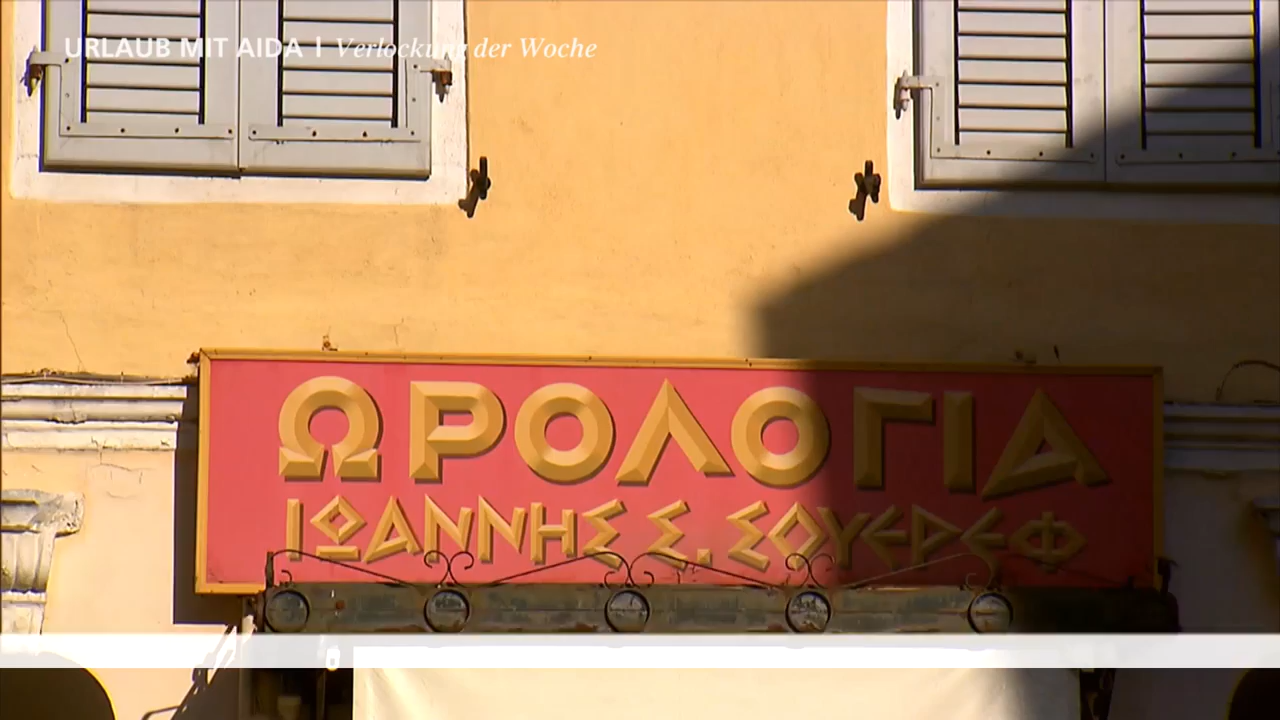 URLAUB MIT AIDA | Verlockung der Woche
ΩΡΟΛΟΓΙΑ
ΙΩΑΝΝΗΣ Σ. ΣΟΥΕΡΕΦ